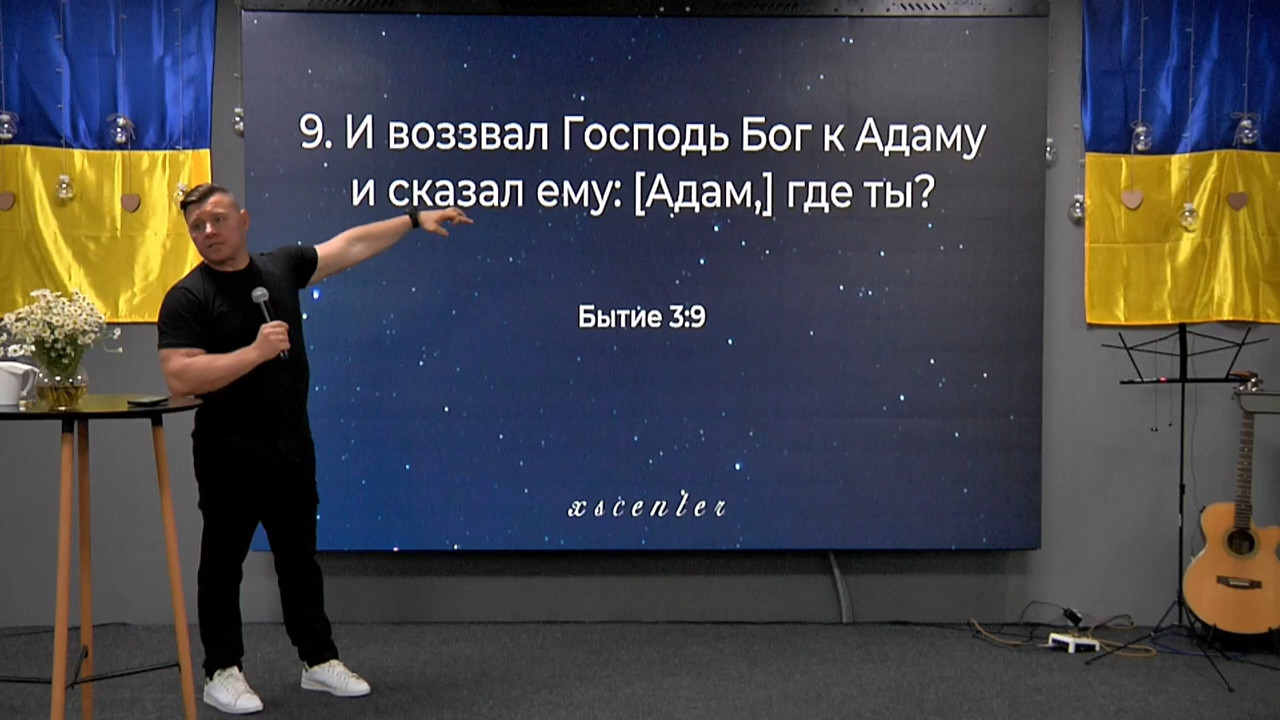 9. И воззвал Господь Бог к Адаму
и сказал ему: [Адам,] где ты?
Бытие 3:9
xscenter